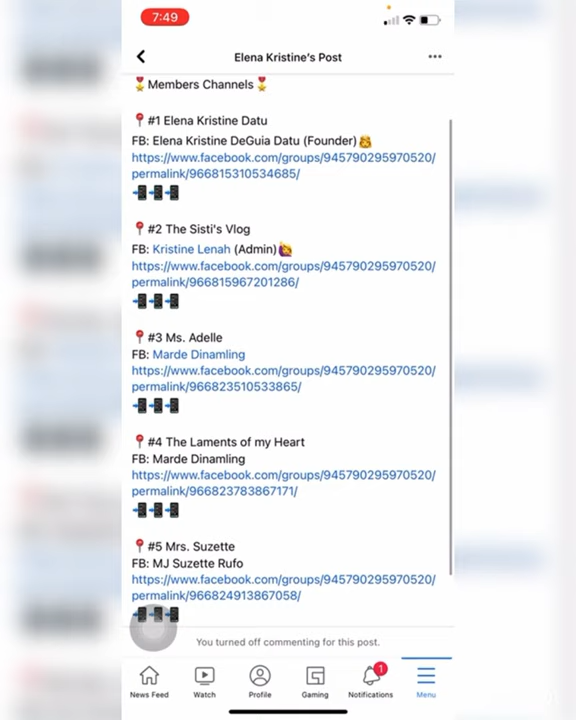 7:49
Elena Kristine's Post
🎖️Members Channels🎖️
📍#1 Elena Kristine Datu
FB: Elena Kristine DeGuia Datu (Founder)
https://www.facebook.com/groups/945790295970520/
permalink/966815310534685/
📲📲📲
📍#2 The Sisti's Vlog
FB: Kristine Lenah (Admin)
https://www.facebook.com/groups/945790295970520/
permalink/966815967201286/
📲📲📲
📍#3 Ms. Adelle
FB: Marde Dinamling
https://www.facebook.com/groups/945790295970520/
permalink/966823510533865/
📲📲📲
📍#4 The Laments of my Heart
FB: Marde Dinamling
https://www.facebook.com/groups/945790295970520/
permalink/966823783867171/
📲📲📲
📍#5 Mrs. Suzette
FB: MJ Suzette Rufo
https://www.facebook.com/groups/945790295970520/
permalink/966824913867058/
📲📲📲
You turned off commenting for this post.
1
News Feed Watch Profile Gaming Notifications Menu